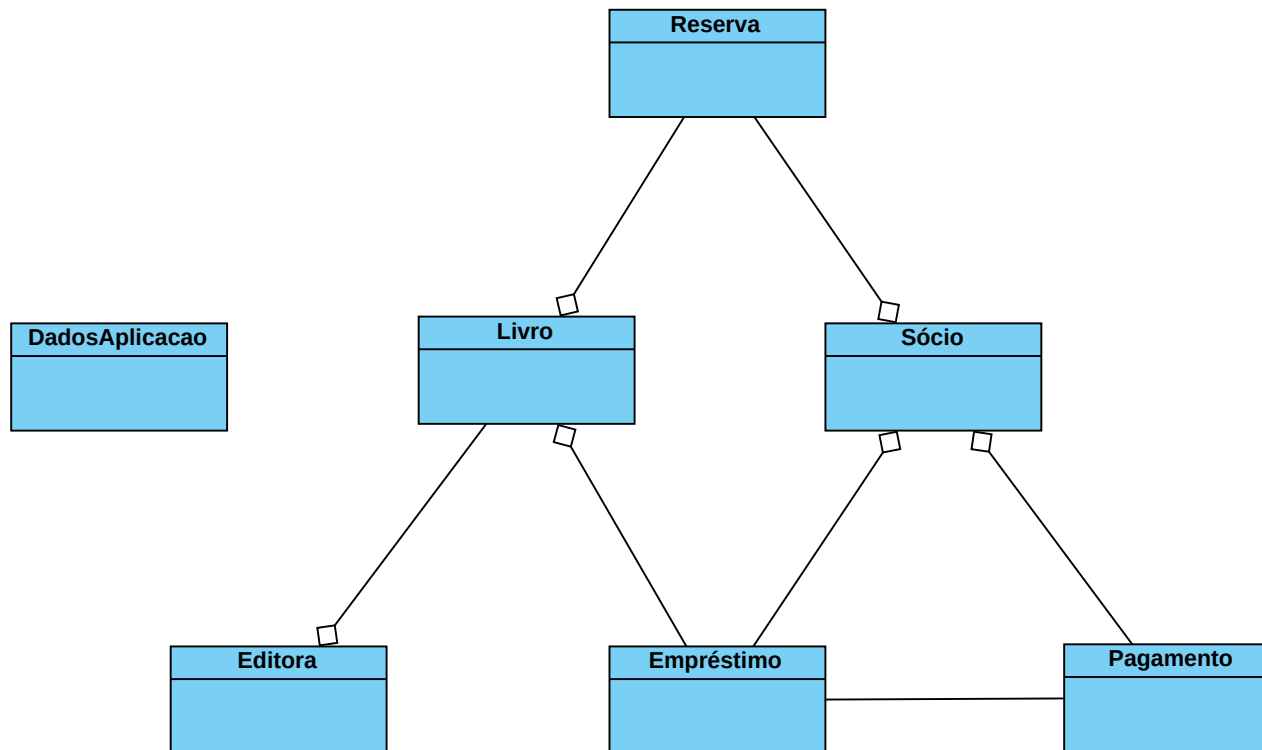 Reserva
DadosAplicacao
Livro
Sócio
Editora
Empréstimo
Pagamento